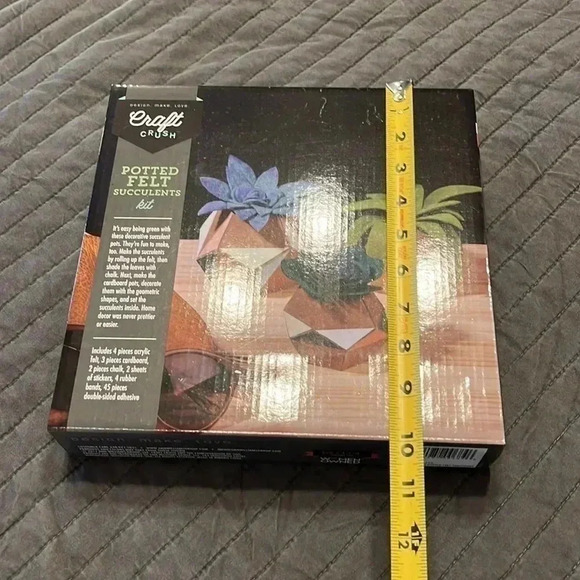 DESIGN. MAKE. LOVE
Craft
CRUSH
POTTED
FELT
SUCCULENTS
kit
It's easy being green with
these decorative succulent
pots. They're fun to make,
too. Make the succulents
by rolling up the felt, then
shade the leaves with
chalk. Next, make the
cardboard pots, decorate
them with the geometric
shapes, and set the
succulents inside. Home
decor was never prettier
or easier.
Includes 4 pieces acrylic
felt, 3 pieces cardboard,
2 pieces chalk, 2 sheets
of stickers, 4 rubber
bands, 45 pieces
double-sided adhesive
DESIGN. MAKE. LOVE.
2
3
4
5
6
7
8
9
10
11
12